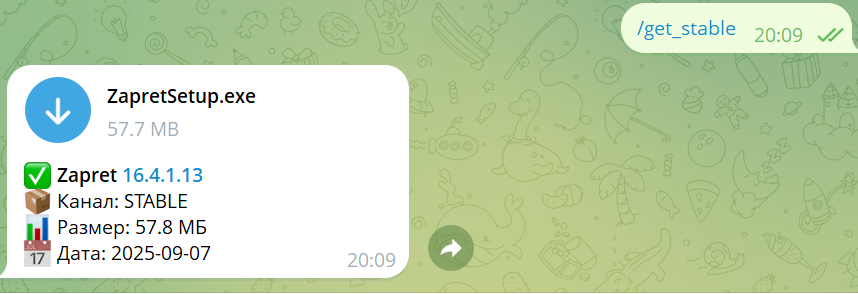 /get_stable 20:09
ZapretSetup.exe
57.7 MB
✅ Zapret 16.4.1.13
📦 Канал: STABLE
📊 Размер: 57.8 МБ
📅 Дата: 2025-09-07
20:09